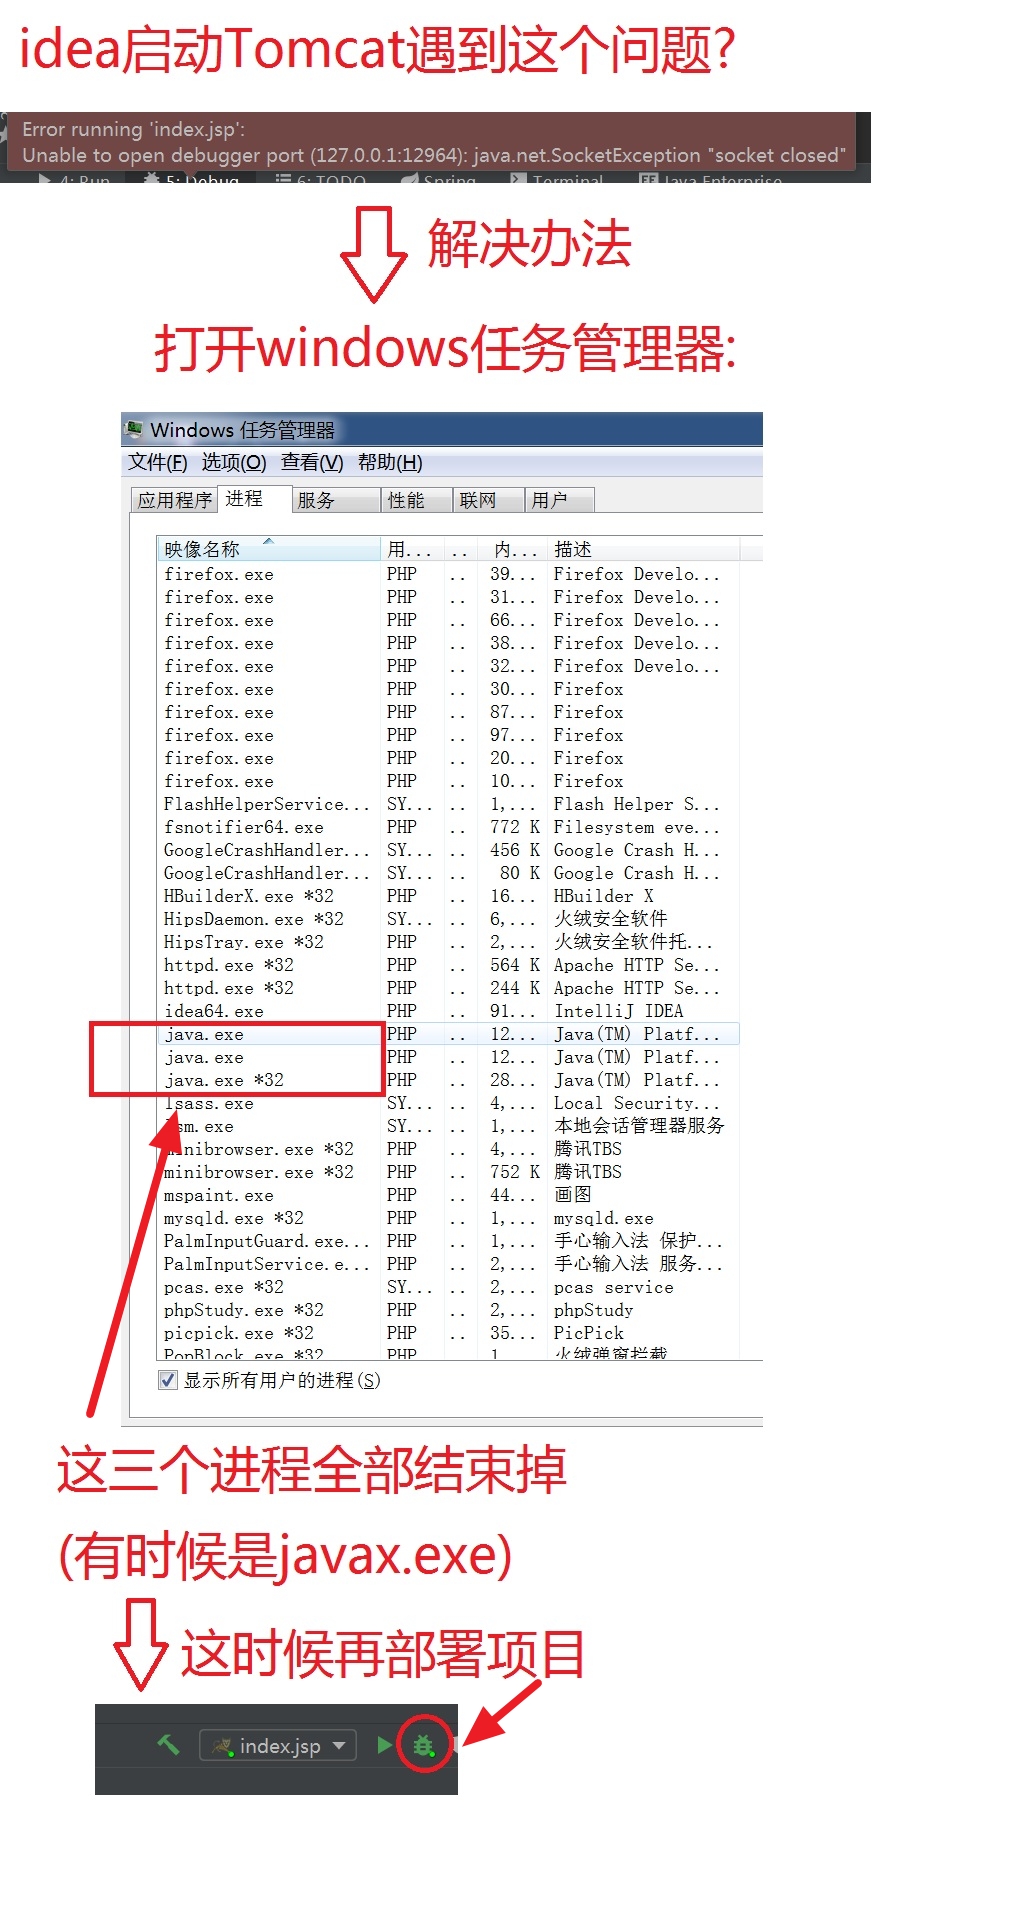 idea启动Tomcat遇到这个问题?
Error running 'index.jsp':
Unable to open debugger port (127.0.0.1:12964): java.net.SocketException "socket closed"
4: Run 5: Debug 6: TODO Spring Terminal Java Enterprise
解决办法
打开windows任务管理器:
Windows 任务管理器
文件(F) 选项(O) 查看(V) 帮助(H)
应用程序 进程 服务 性能 联网 用户
映像名称 用... .. 内... 描述
firefox.exe PHP .. 39... Firefox Develo...
firefox.exe PHP .. 31... Firefox Develo...
firefox.exe PHP .. 66... Firefox Develo...
firefox.exe PHP .. 38... Firefox Develo...
firefox.exe PHP .. 32... Firefox Develo...
firefox.exe PHP .. 30... Firefox
firefox.exe PHP .. 87... Firefox
firefox.exe PHP .. 97... Firefox
firefox.exe PHP .. 20... Firefox
firefox.exe PHP .. 10... Firefox
FlashHelperService... SY... .. 1,... Flash Helper S...
fsnotifier64.exe PHP .. 772 K Filesystem eve...
GoogleCrashHandler... SY... .. 456 K Google Crash H...
GoogleCrashHandler... SY... .. 80 K Google Crash H...
HBuilderX.exe *32 PHP .. 16... HBuilder X
HipsDaemon.exe *32 SY... .. 6,... 火绒安全软件
HipsTray.exe *32 PHP .. 2,... 火绒安全软件托...
httpd.exe *32 PHP .. 564 K Apache HTTP Se...
httpd.exe *32 PHP .. 244 K Apache HTTP Se...
idea64.exe PHP .. 91... IntelliJ IDEA
java.exe PHP .. 12... Java(TM) Platf...
java.exe PHP .. 12... Java(TM) Platf...
java.exe *32 PHP .. 28... Java(TM) Platf...
lsass.exe SY... .. 4,... Local Security...
lsm.exe SY... .. 1,... 本地会话管理器服务
minibrowser.exe *32 PHP .. 4,... 腾讯TBS
minibrowser.exe *32 PHP .. 752 K 腾讯TBS
mspaint.exe PHP .. 44... 画图
mysqld.exe *32 PHP .. 1,... mysqld.exe
PalmInputGuard.exe... PHP .. 1,... 手心输入法 保护...
PalmInputService.e... PHP .. 2,... 手心输入法 服务...
pcas.exe *32 SY... .. 2,... pcas service
phpStudy.exe *32 PHP .. 2,... phpStudy
picpick.exe *32 PHP .. 35... PicPick
PopBlock.exe *32 PHP 1 火绒弹窗拦截
显示所有用户的进程(S)
这三个进程全部结束掉
(有时候是javax.exe)
这时候再部署项目
index.jsp